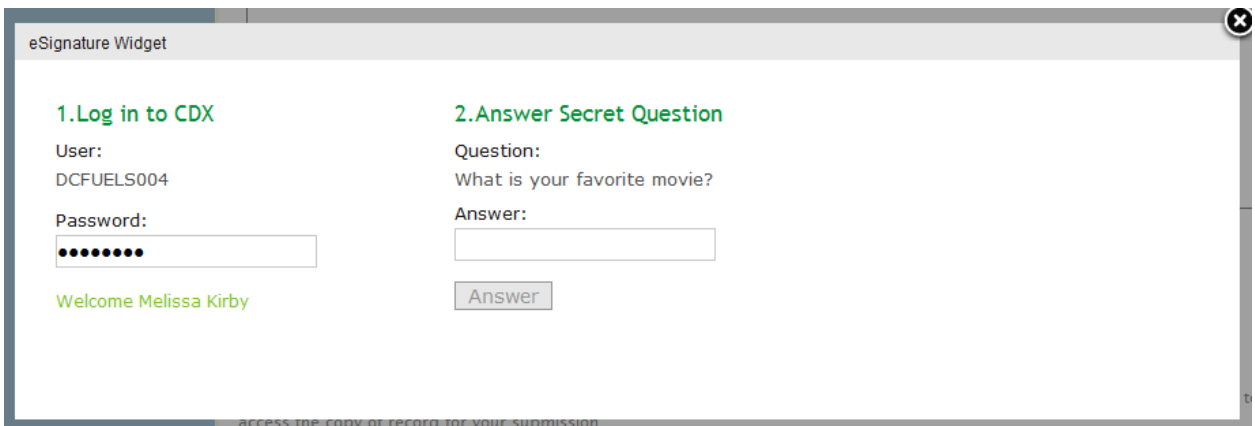 eSignature Widget
1.Log in to CDX
User:
DCFUELS004
Password:
••••••••
Welcome Melissa Kirby
2.Answer Secret Question
Question:
What is your favorite movie?
Answer:
Answer
to
access the copy of record for your submission